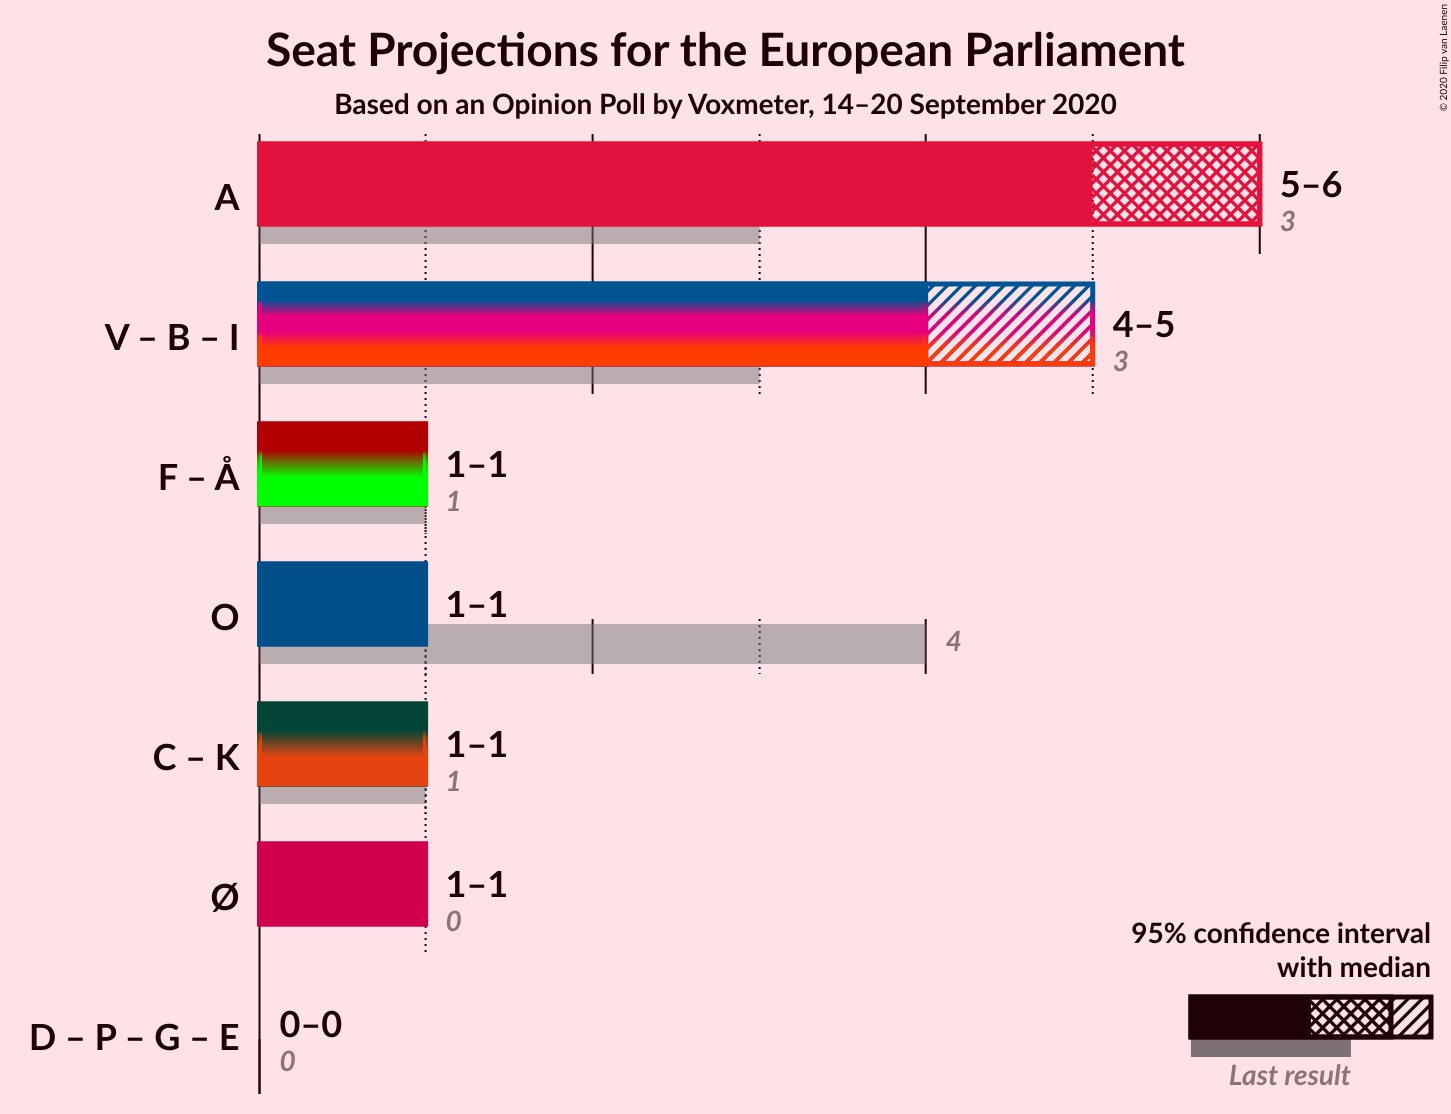 Seat Projections for the European Parliament
Based on an Opinion Poll by Voxmeter, 14–20 September 2020
© 2020 Filip van Laenen
A
5–6
3
V – B – I
4–5
3
F – Å
1–1
1
O
1–1
4
C – K
1–1
1
Ø
1–1
0
D – P – G – E
0–0
0
95% confidence interval
with median
Last result